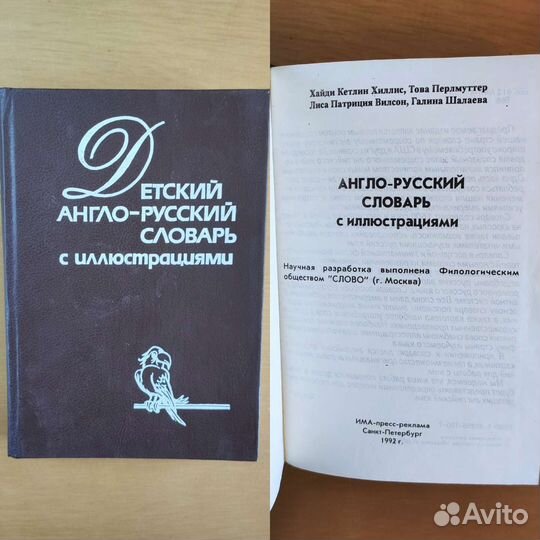 Детский
англо-русский
словарь
с иллюстрациями
Хайди Кетлин Хиллис, Това Перлмуттер
Лиса Патриция Вилсон, Галина Шалаева
АНГЛО-РУССКИЙ
СЛОВАРЬ
с иллюстрациями
Научная разработка выполнена Филологическим
обществом "СЛОВО" (г. Москва)
ИМА-пресс-реклама
Санкт-Петербург
1992 г.
Avito